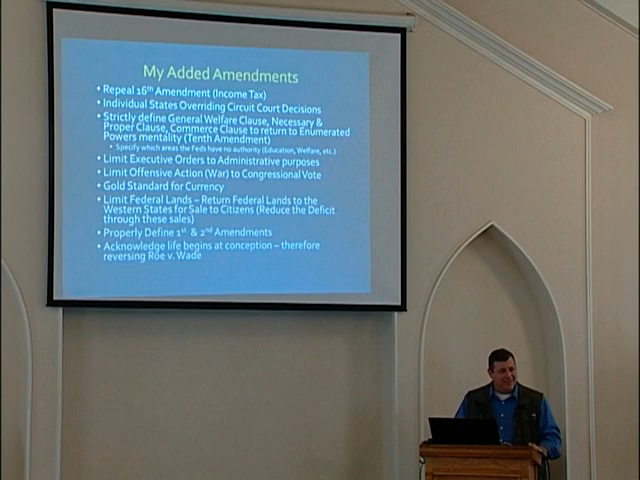 My Added Amendments
• Repeal 16th Amendment (Income Tax)
• Individual States Overriding Circuit Court Decisions
• Strictly define General Welfare Clause, Necessary &
Proper Clause, Commerce Clause to return to Enumerated
Powers mentality (Tenth Amendment)
• Specify which areas the Feds have no authority (Education, Welfare, etc.)
• Limit Executive Orders to Administrative purposes
• Limit Offensive Action (War) to Congressional Vote
• Gold Standard for Currency
• Limit Federal Lands – Return Federal Lands to the
Western States for Sale to Citizens (Reduce the Deficit
through these sales)
• Properly Define 1st & 2nd Amendments
• Acknowledge life begins at conception – therefore
reversing Roe v. Wade